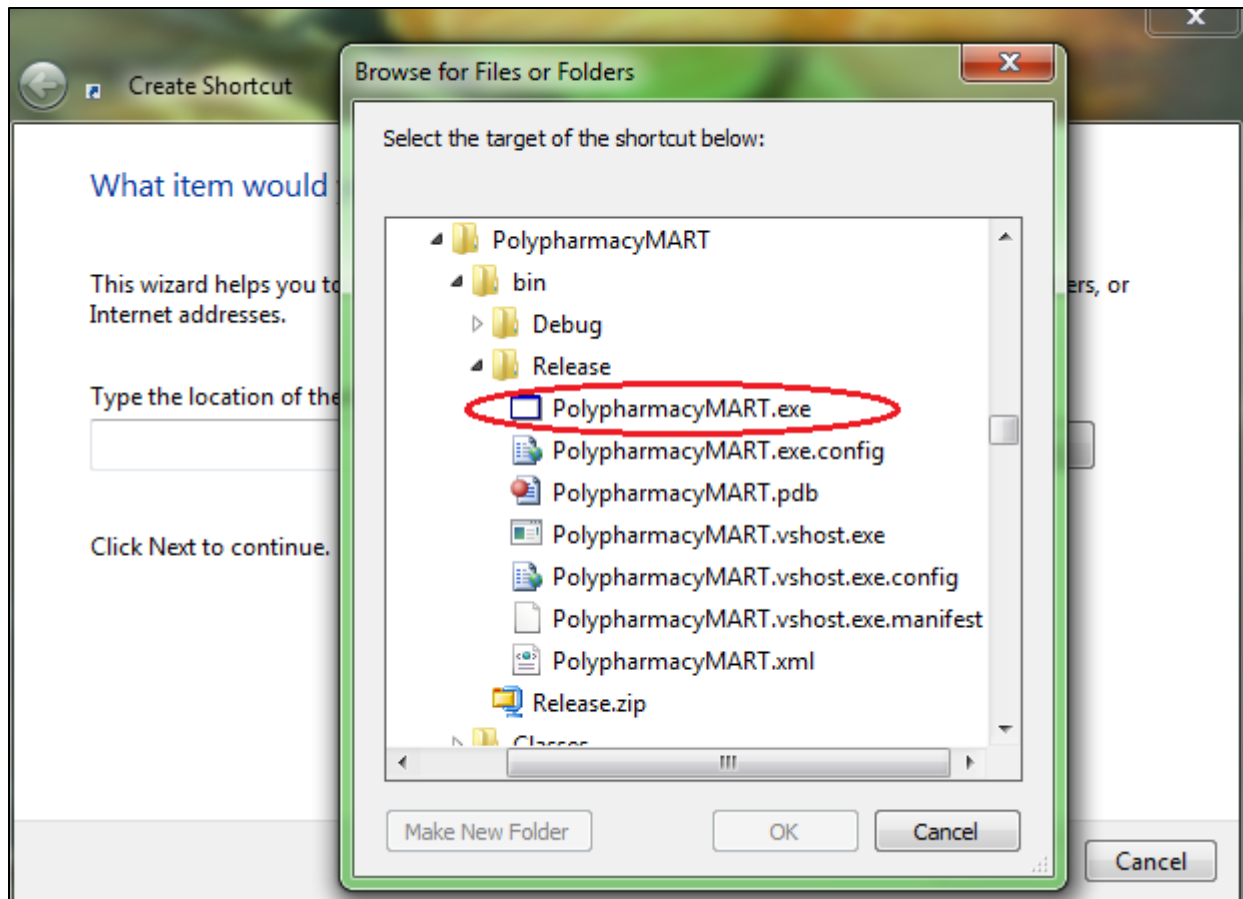 Create Shortcut
What item would
This wizard helps you to
ers, or
Internet addresses.
Type the location of the
Click Next to continue.
Cancel
Browse for Files or Folders
Select the target of the shortcut below:
PolypharmacyMART
bin
Debug
Release
PolypharmacyMART.exe
PolypharmacyMART.exe.config
PolypharmacyMART.pdb
PolypharmacyMART.vshost.exe
PolypharmacyMART.vshost.exe.config
PolypharmacyMART.vshost.exe.manifest
PolypharmacyMART.xml
Release.zip
Classes
Make New Folder
OK
Cancel